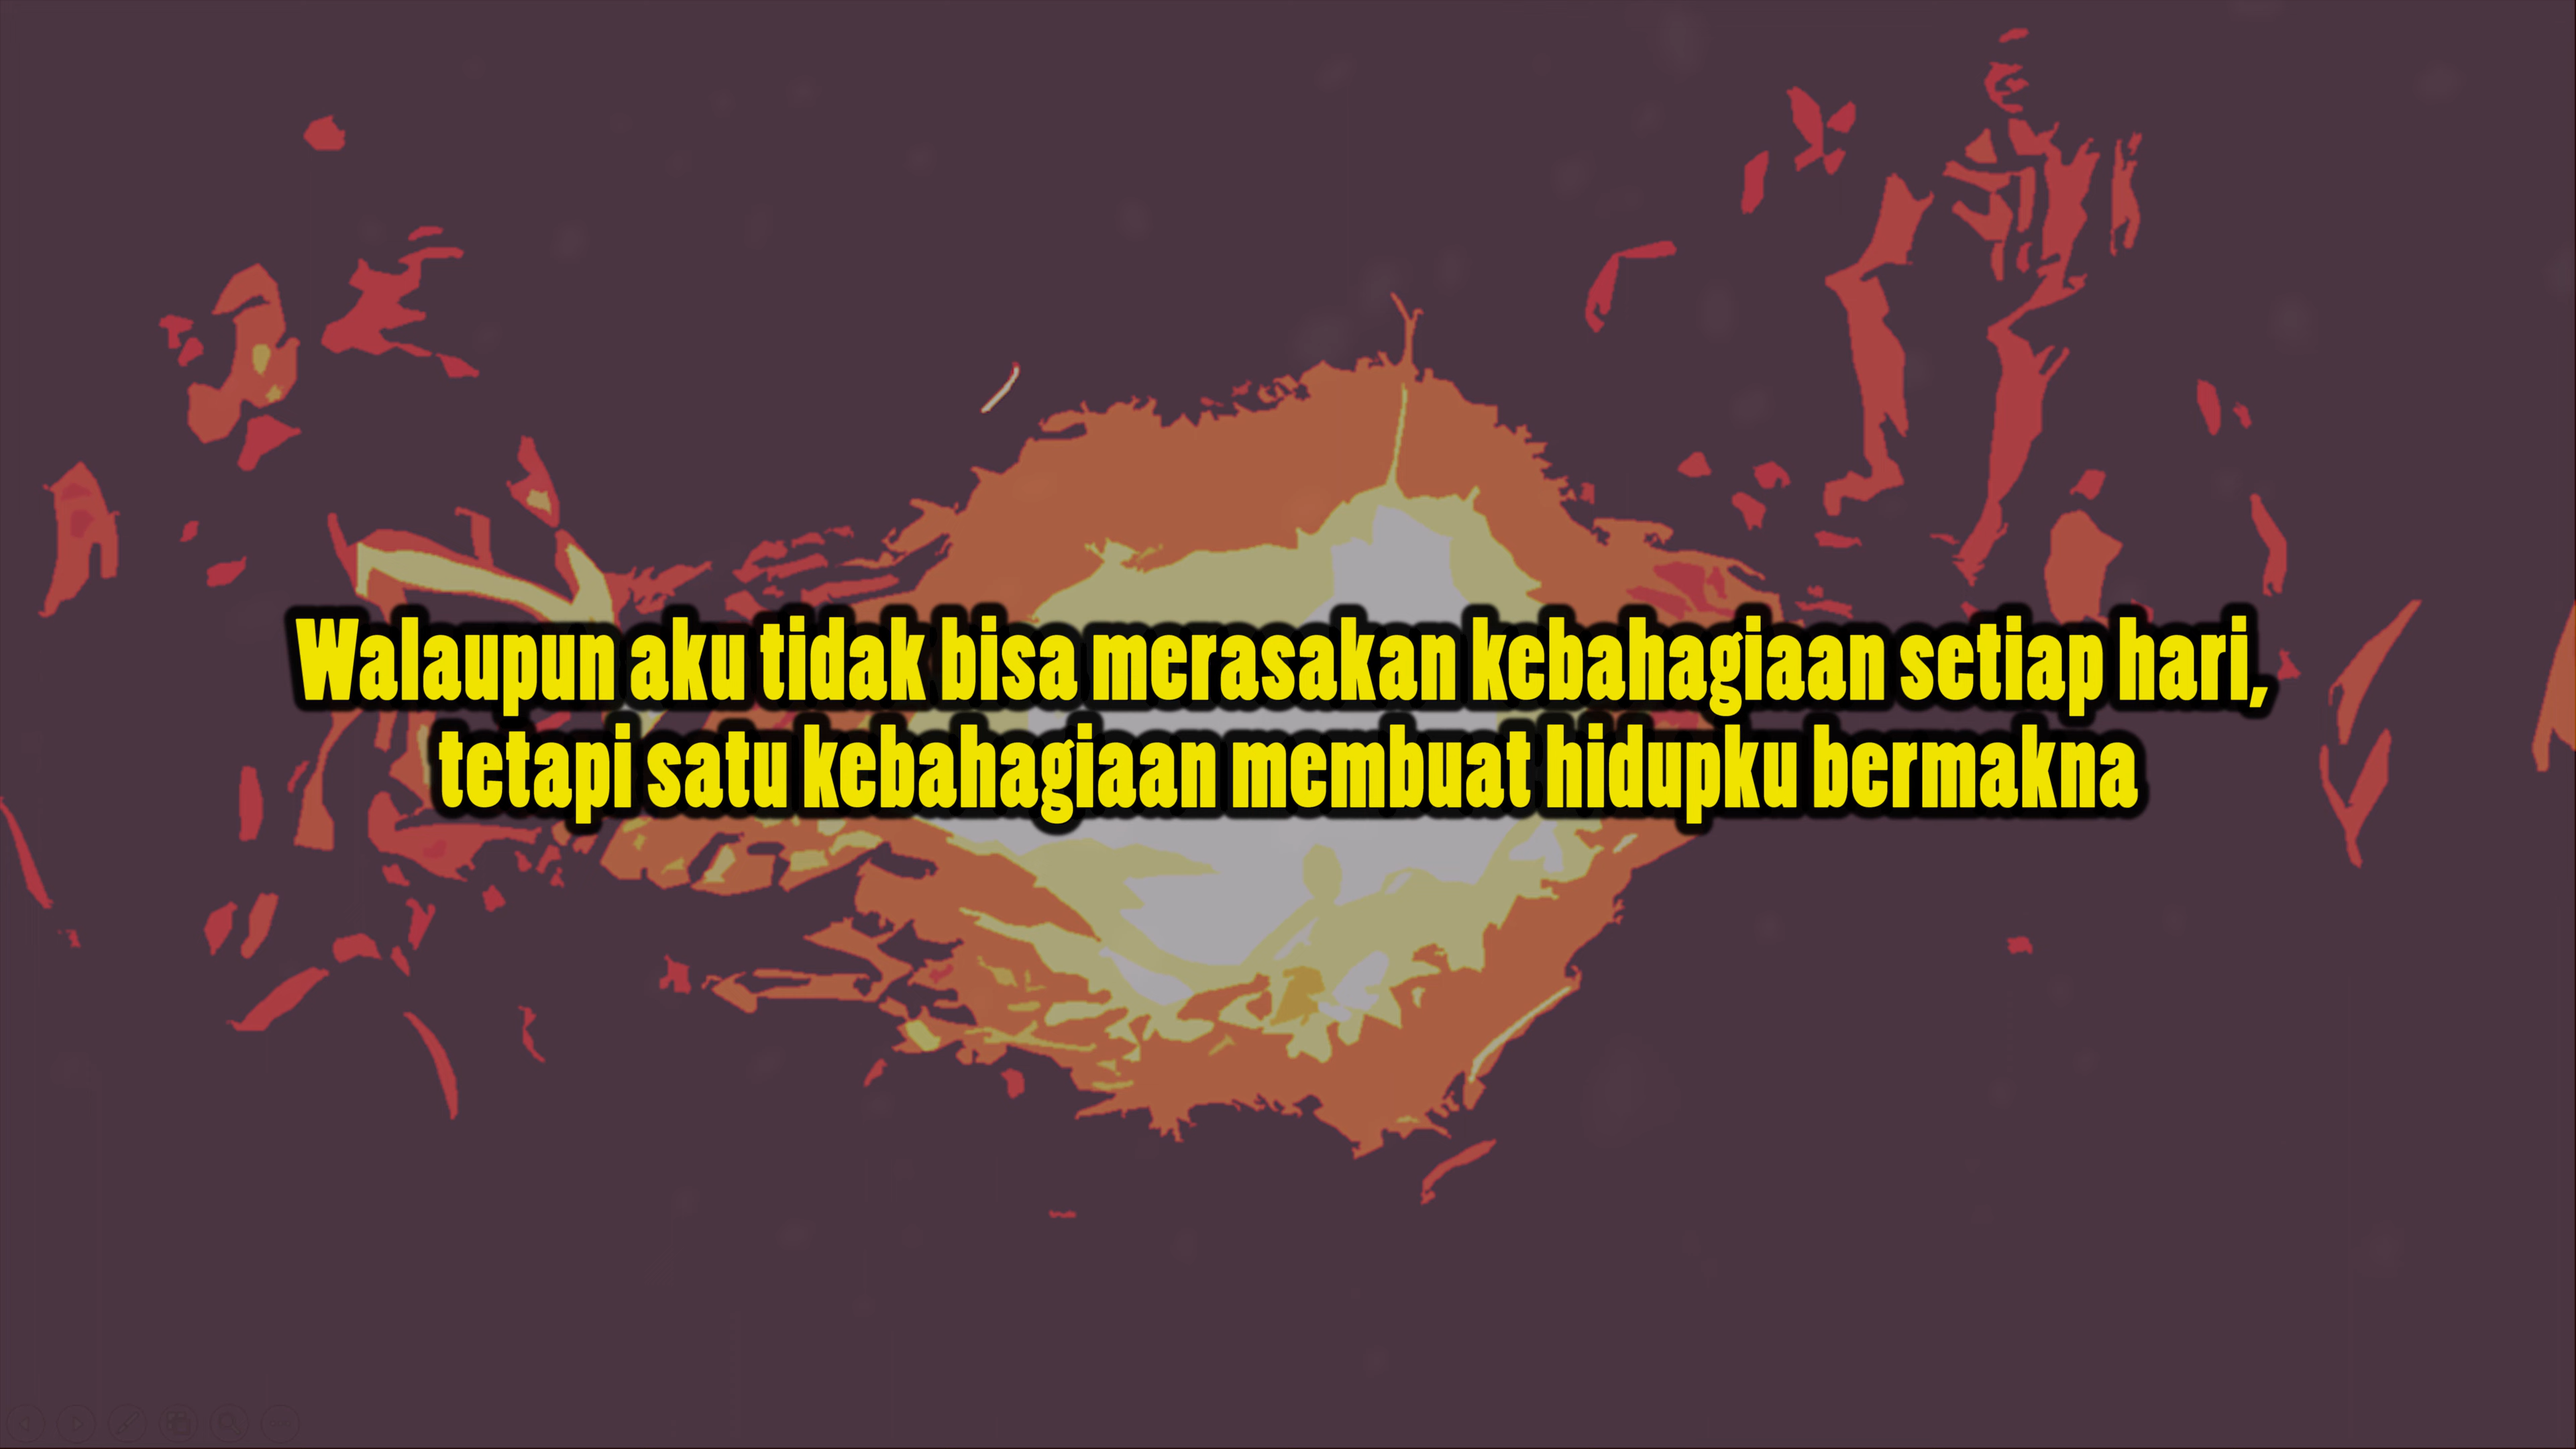 Walaupun aku tidak bisa merasakan kebahagiaan setiap hari,
tetapi satu kebahagiaan membuat hidupku bermakna